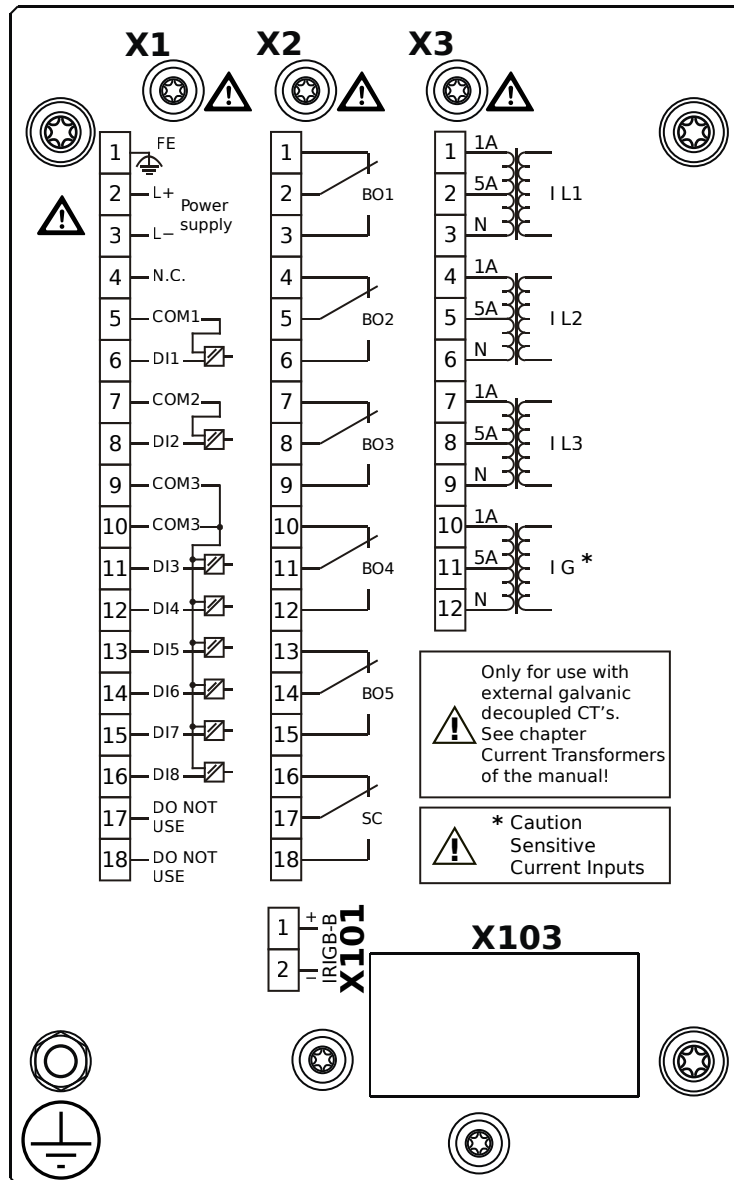 X1
X2
X3
1 FE
2 L+
Power
supply
3 L−
4 N.C.
5 COM1
6 DI1
7 COM2
8 DI2
9 COM3
10 COM3
11 DI3
12 DI4
13 DI5
14 DI6
15 DI7
16 DI8
17 DO NOT
USE
18 DO NOT
USE
1
2 BO1
3
4
5 BO2
6
7
8 BO3
9
10
11 BO4
12
13
14 BO5
15
16
17 SC
18
1 1A
2 5A I L1
3 N
4 1A
5 5A I L2
6 N
7 1A
8 5A I L3
9 N
10 1A
11 5A I G *
12 N
Only for use with
external galvanic
decoupled CT's.
See chapter
Current Transformers
of the manual!
* Caution
Sensitive
Current Inputs
1 +
2 −
IRIGB-B
X101
X103